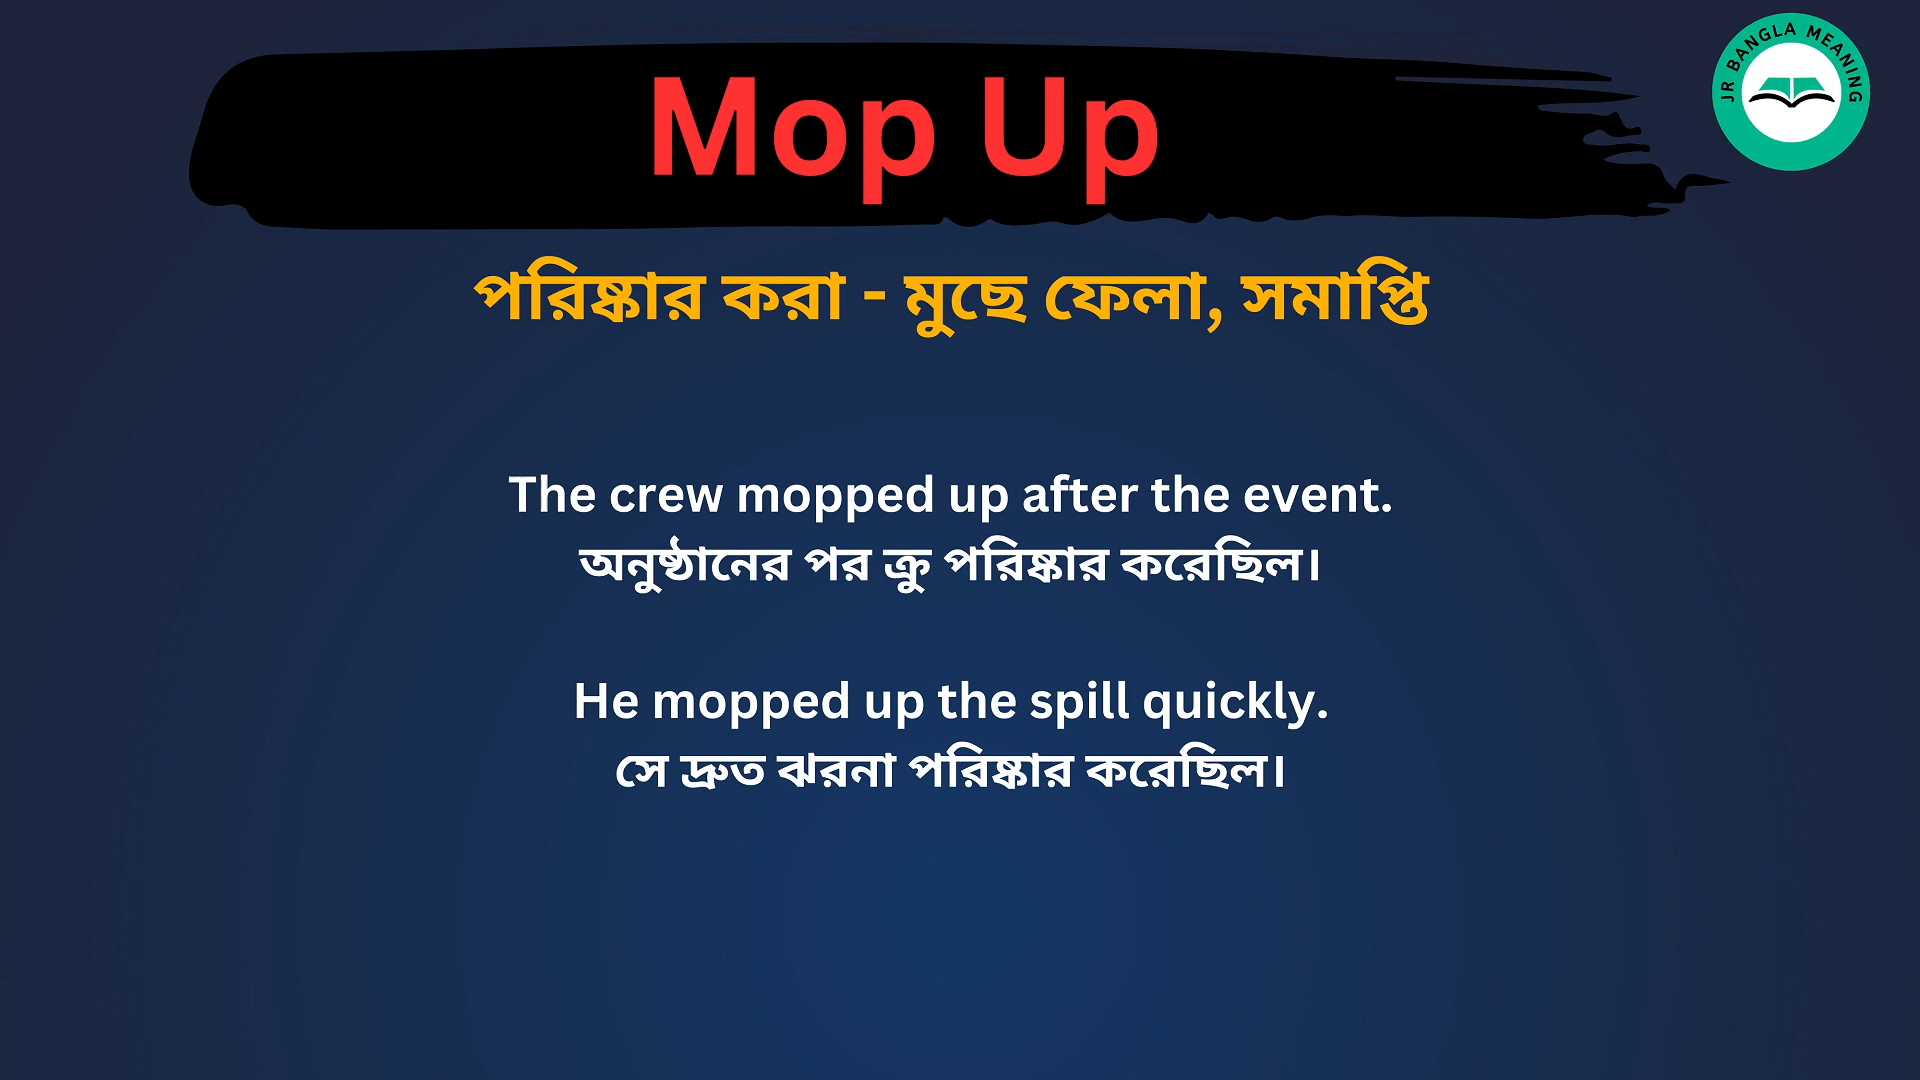 JR BANGLA MEANING
Mop Up
পরিষ্কার করা - মুছে ফেলা, সমাপ্তি
The crew mopped up after the event.
অনুষ্ঠানের পর ক্রু পরিষ্কার করেছিল।
He mopped up the spill quickly.
সে দ্রুত ঝরনা পরিষ্কার করেছিল।